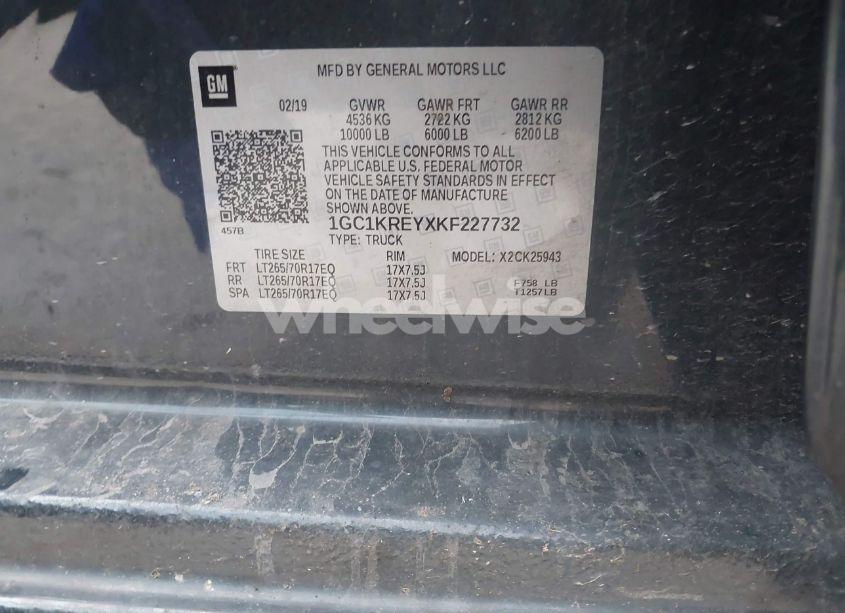 GM
MFD BY GENERAL MOTORS LLC
02/19 GVWR GAWR FRT GAWR RR
4536 KG 2722 KG 2812 KG
10000 LB 6000 LB 6200 LB
THIS VEHICLE CONFORMS TO ALL
APPLICABLE U.S. FEDERAL MOTOR
VEHICLE SAFETY STANDARDS IN EFFECT
ON THE DATE OF MANUFACTURE
SHOWN ABOVE.
457B
1GC1KREYXKF227732
TYPE: TRUCK
TIRE SIZE RIM MODEL: X2CK25943
FRT LT265/70R17EQ 17X7.5J
RR LT265/70R17EQ 17X7.5J F758 LB
SPA LT265/70R17EQ 17X7.5J T1257LB
wheelwise